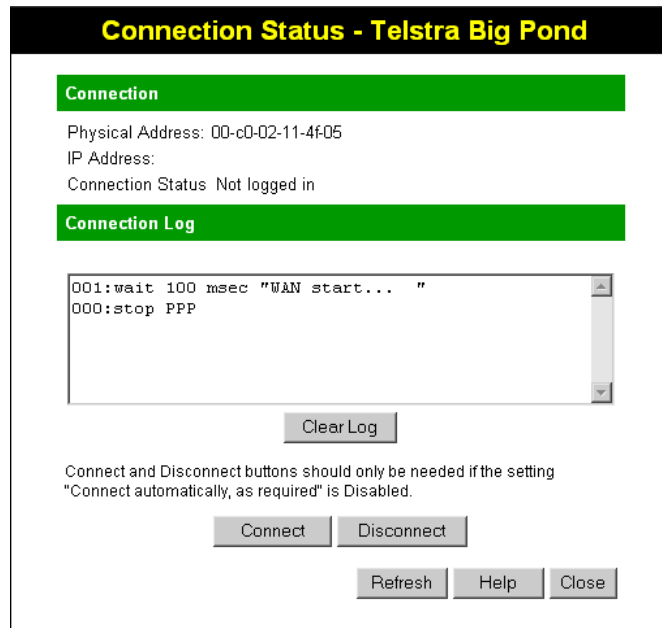 Connection Status - Telstra Big Pond
Connection
Physical Address: 00-c0-02-11-4f-05
IP Address:
Connection Status Not logged in
Connection Log
001:wait 100 msec "WAN start... "
000:stop PPP
Clear Log
Connect and Disconnect buttons should only be needed if the setting
"Connect automatically, as required" is Disabled.
Connect Disconnect
Refresh Help Close